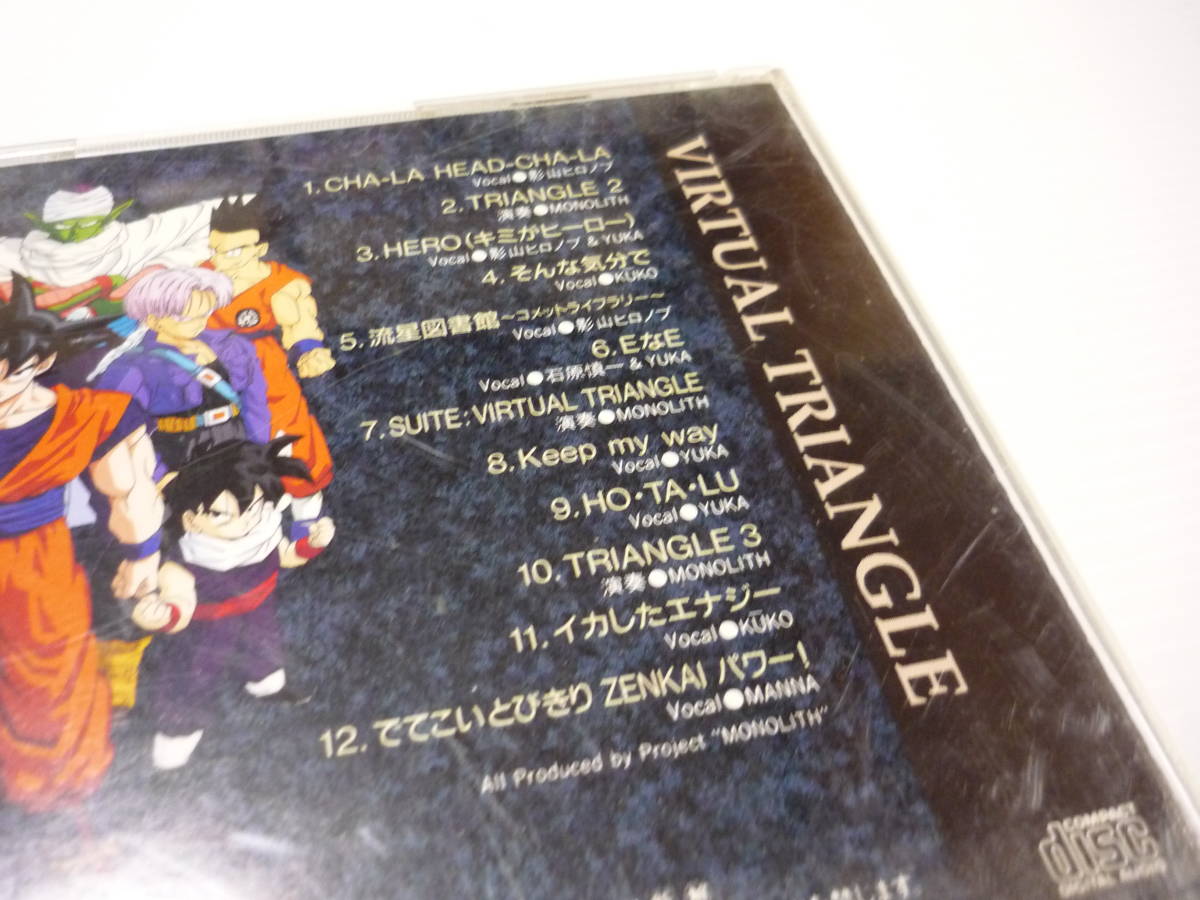 1. CHA-LA HEAD-CHA-LA
Vocal●影山ヒロノブ
2. TRIANGLE 2
演奏●MONOLITH
3. HERO（キミがヒーロー）
Vocal●影山ヒロノブ & YUKA
4. そんな気分で
Vocal●KŪKO
5. 流星図書館～コメットライブラリー～
Vocal●影山ヒロノブ
6. EなE
Vocal●石原慎一 & YUKA
7. SUITE: VIRTUAL TRIANGLE
演奏●MONOLITH
8. Keep my way
Vocal●YUKA
9. HO・TA・LU
Vocal●YUKA
10. TRIANGLE 3
演奏●MONOLITH
11. イカしたエナジー
Vocal●KŪKO
12. でてこいとびきり ZENKAI パワー！
Vocal●MANNA
All Produced by Project "MONOLITH"
VIRTUAL TRIANGLE
COMPACT
disc
DIGITAL AUDIO
します。